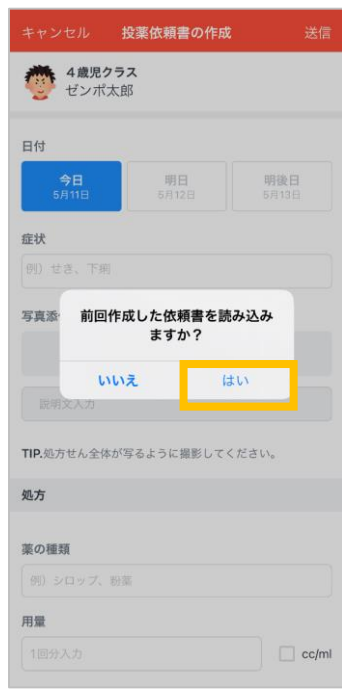 キャンセル 投薬依頼書の作成 送信
4歳児クラス
ゼンポ太郎
日付
今日 明日 明後日
5月11日 5月12日 5月13日
症状
例）せき、下痢
写真添
前回作成した依頼書を読み込み
ますか？
いいえ はい
説明文入力
TIP.処方せん全体が写るように撮影してください。
処方
薬の種類
例）シロップ、粉薬
用量
1回分入力 cc/ml